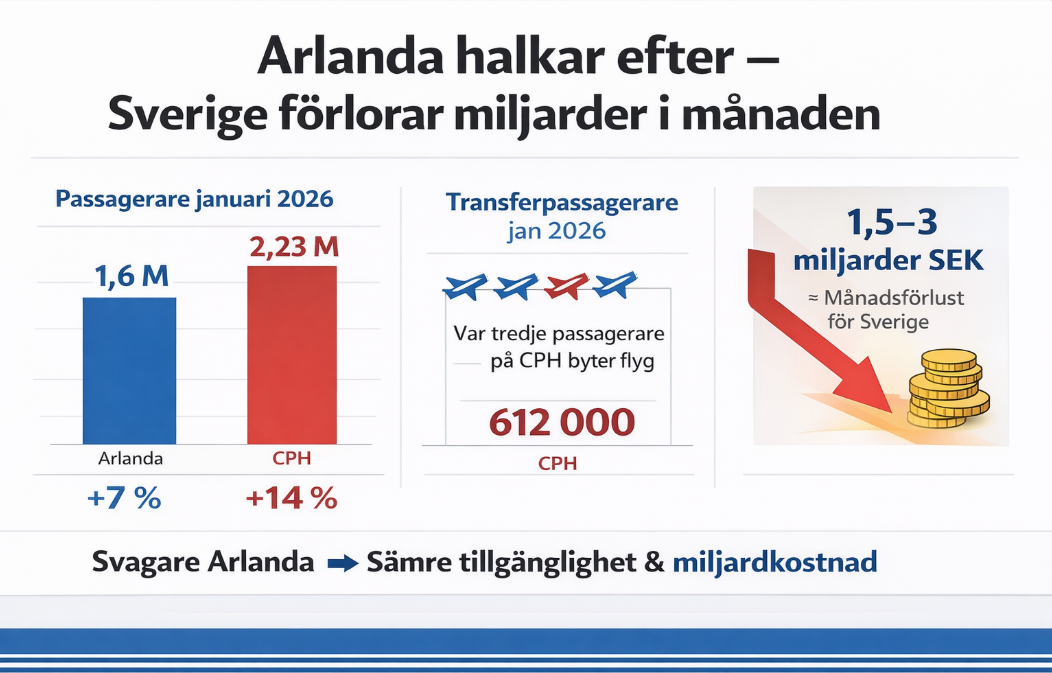 Arlanda halkar efter –
Sverige förlorar miljarder i månaden
Passagerare januari 2026
1,6 M
2,23 M
Arlanda
CPH
+7 %
+14 %
Transferpassagerare
jan 2026
Var tredje passagerare
på CPH byter flyg
612 000
CPH
1,5–3
miljarder SEK
≈ Månadsförlust
för Sverige
Svagare Arlanda ➡ Sämre tillgänglighet & miljardkostnad